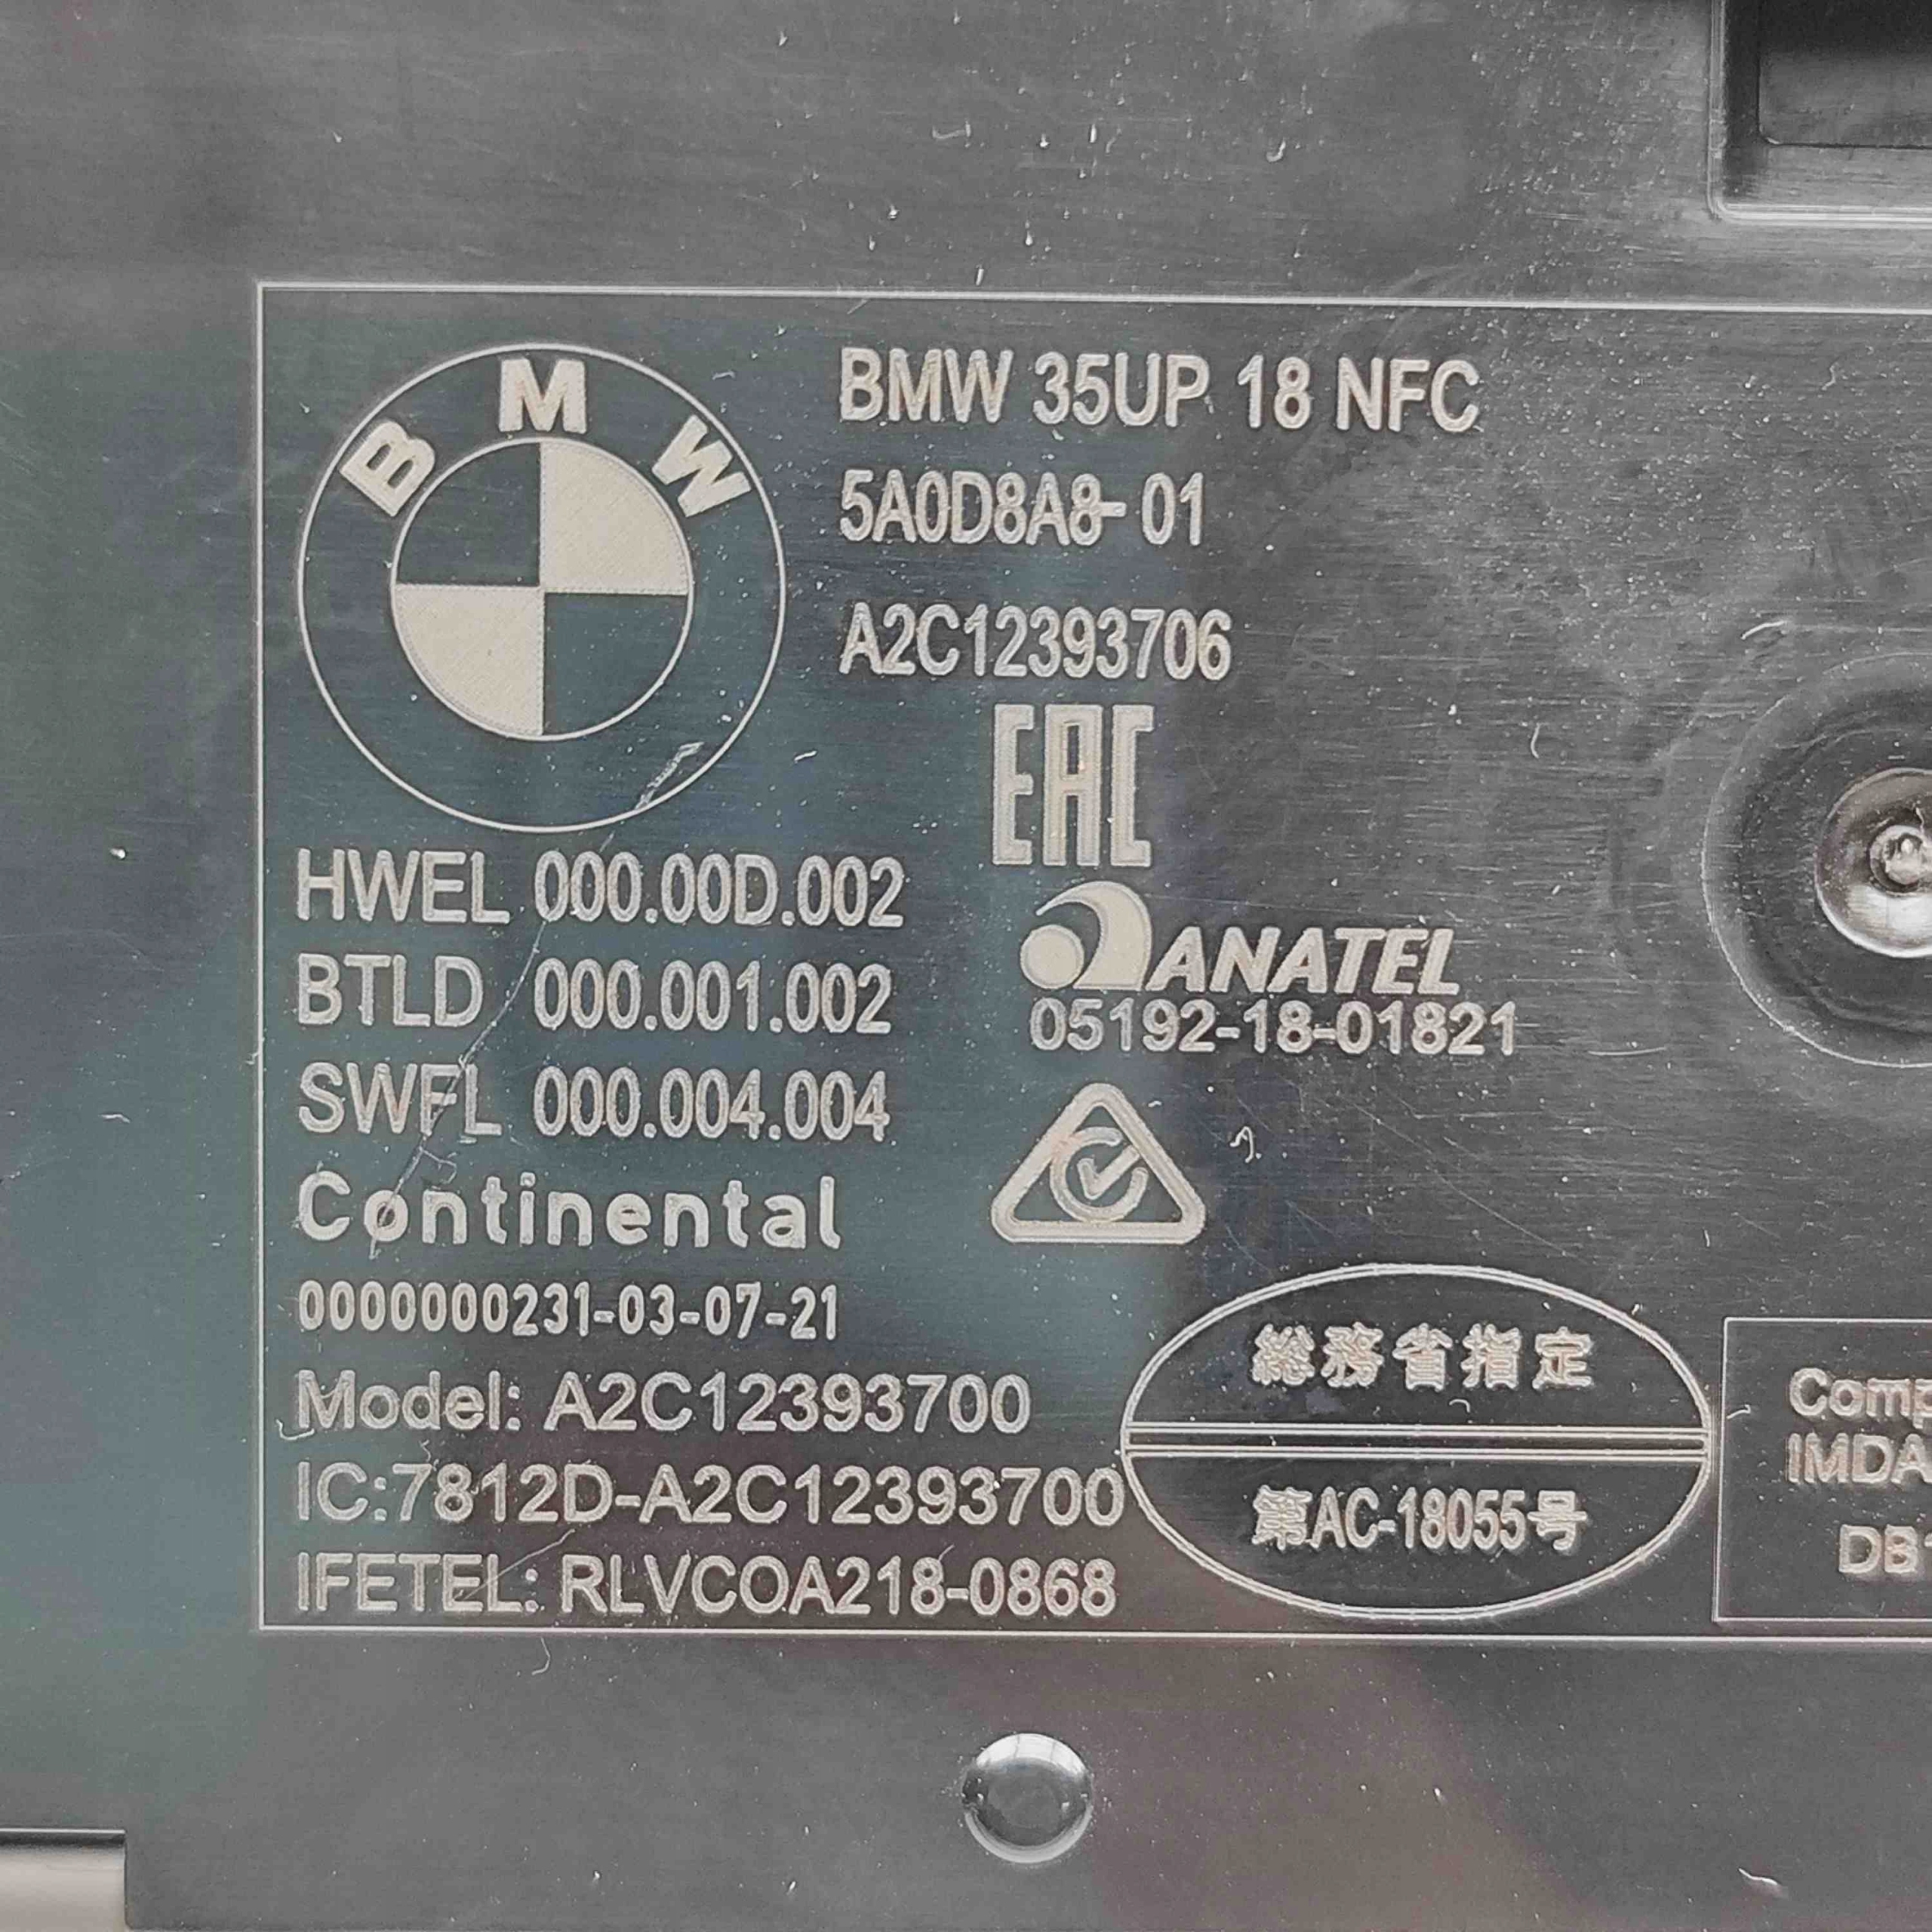 BMW
BMW 35UP 18 NFC
5A0D8A8-01
A2C12393706
EAC
HWEL 000.00D.002
BTLD 000.001.002
SWFL 000.004.004
ANATEL
05192-18-01821
Continental
0000000231-03-07-21
Model: A2C12393700
IC:7812D-A2C12393700
IFETEL: RLVCOA218-0868
総務省指定
第AC-18055号
IMDA